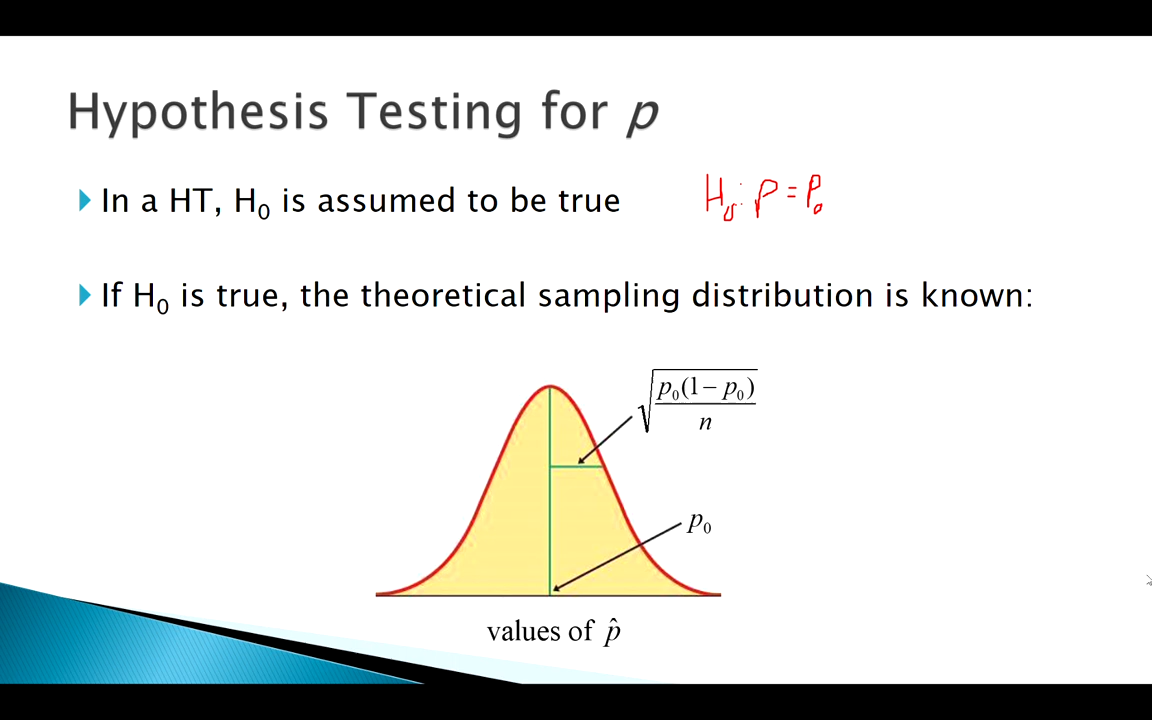 Hypothesis Testing for p
In a HT, H₀ is assumed to be true
H₀: p = p₀
If H₀ is true, the theoretical sampling distribution is known:
√(p₀(1 − p₀)/n)
p₀
values of p̂